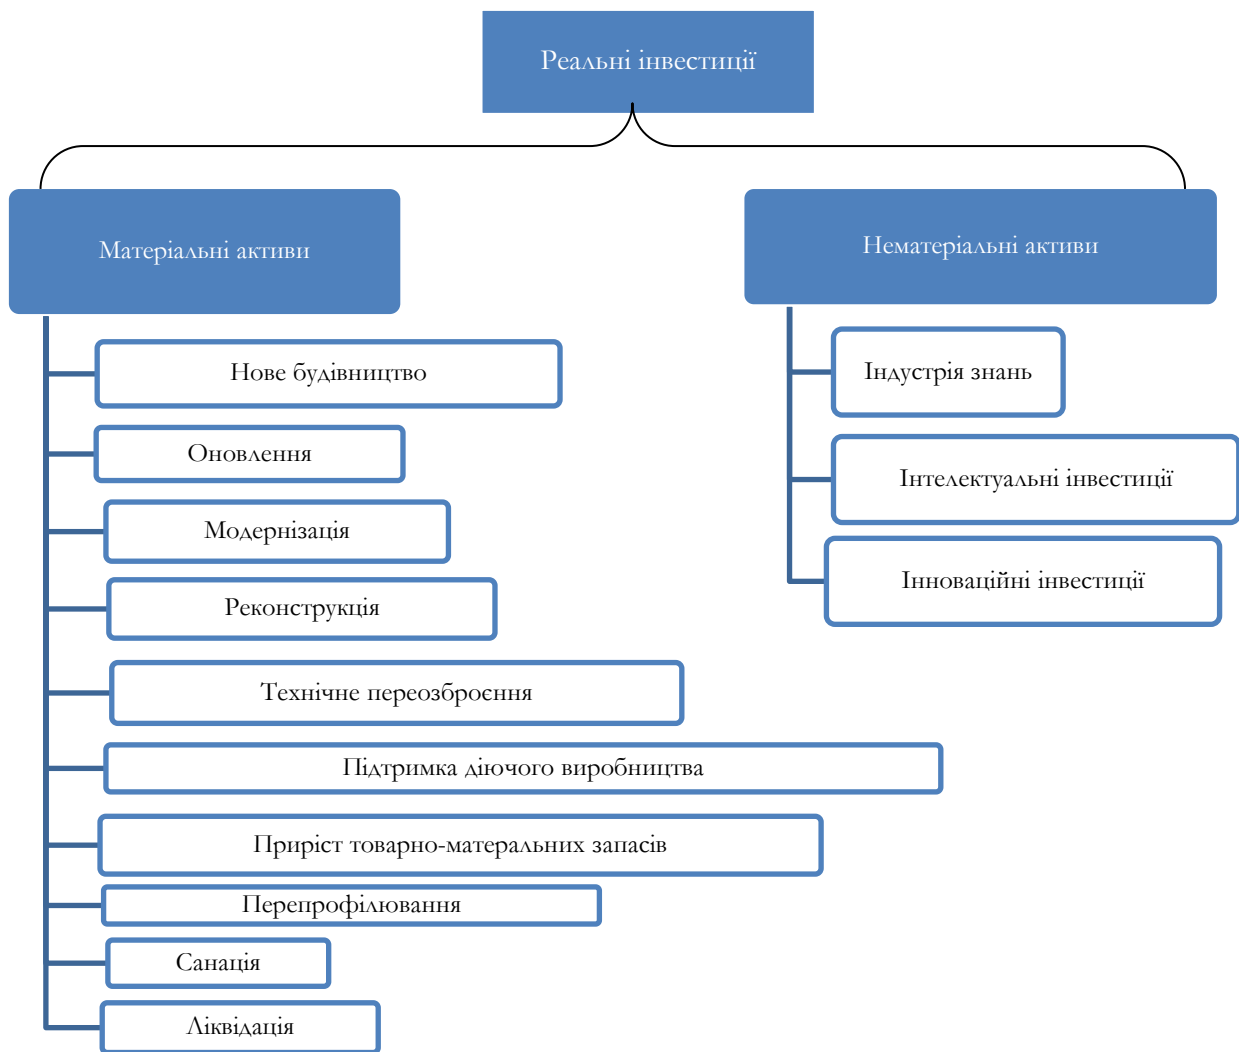 Реальні інвестиції
Матеріальні активи
Нове будівництво
Оновлення
Модернізація
Реконструкція
Технічне переозброєння
Підтримка діючого виробництва
Приріст товарно-матеральних запасів
Перепрофілювання
Санація
Ліквідація
Нематеріальні активи
Індустрія знань
Інтелектуальні інвестиції
Інноваційні інвестиції